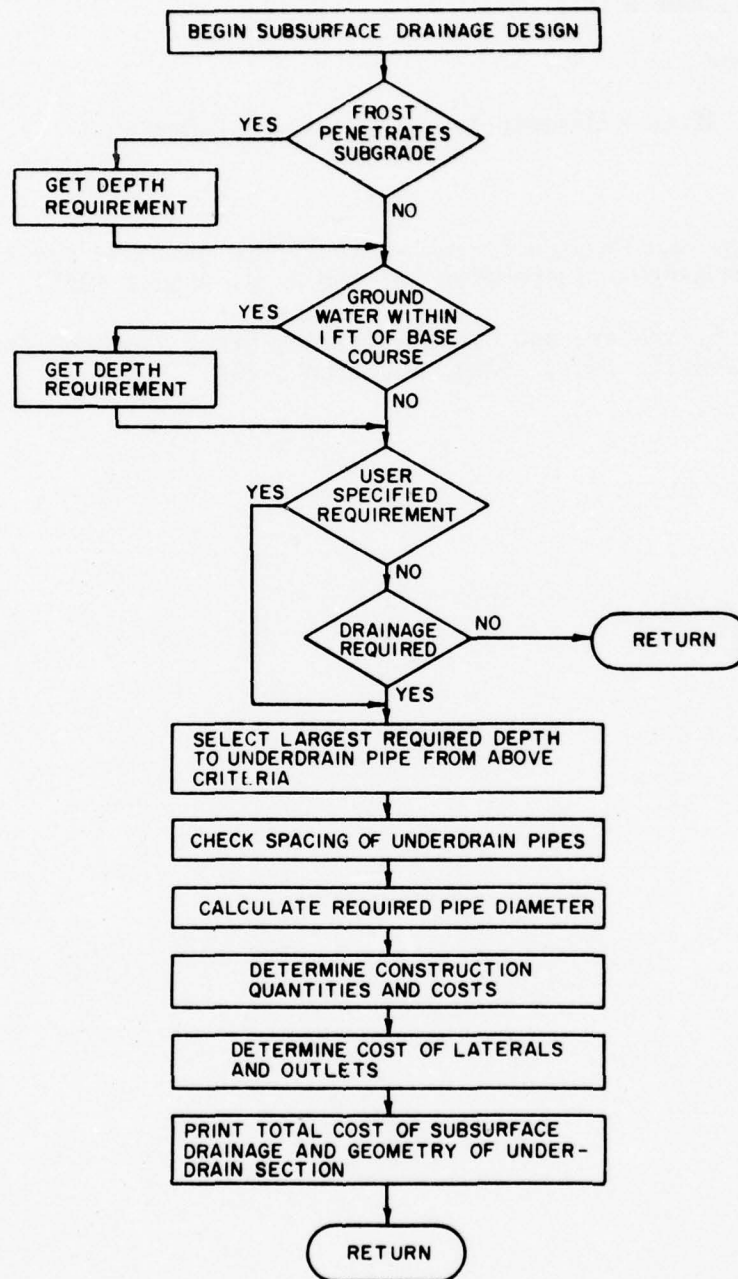 BEGIN SUBSURFACE DRAINAGE DESIGN
FROST
PENETRATES
SUBGRADE
YES
GET DEPTH
REQUIREMENT
NO
GROUND
WATER WITHIN
1 FT OF BASE
COURSE
YES
GET DEPTH
REQUIREMENT
NO
USER
SPECIFIED
REQUIREMENT
YES
NO
DRAINAGE
REQUIRED
NO
RETURN
YES
SELECT LARGEST REQUIRED DEPTH
TO UNDERDRAIN PIPE FROM ABOVE
CRITERIA
CHECK SPACING OF UNDERDRAIN PIPES
CALCULATE REQUIRED PIPE DIAMETER
DETERMINE CONSTRUCTION
QUANTITIES AND COSTS
DETERMINE COST OF LATERALS
AND OUTLETS
PRINT TOTAL COST OF SUBSURFACE
DRAINAGE AND GEOMETRY OF UNDER-
DRAIN SECTION
RETURN